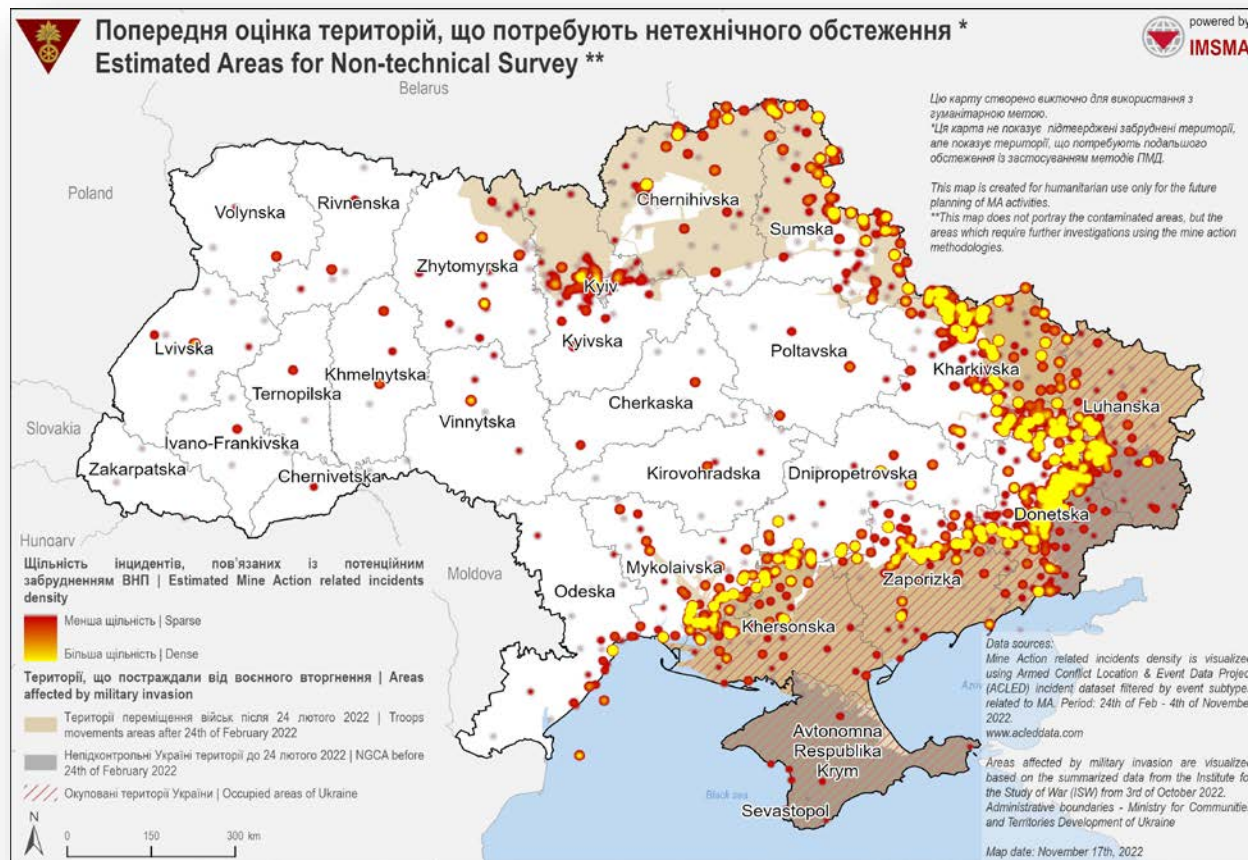 Попередня оцінка територій, що потребують нетехнічного обстеження *
Estimated Areas for Non-technical Survey **
powered by
IMSMA
Цю карту створено виключно для використання з
гуманітарною метою.
*Ця карта не показує підтверджені забруднені території,
але показує території, що потребують подальшого
обстеження із застосуванням методів ПМД.
This map is created for humanitarian use only for the future
planning of MA activities.
**This map does not portray the contaminated areas, but the
areas which require further investigations using the mine action
methodologies.
Belarus
Poland
Slovakia
Hungary
Moldova
Volynska
Rivnenska
Zhytomyrska
Chernihivska
Sumska
Kyiv
Kyivska
Lvivska
Ternopilska
Khmelnytska
Vinnytska
Cherkaska
Poltavska
Kharkivska
Luhanska
Ivano-Frankivska
Zakarpatska
Chernivetska
Kirovohradska
Dnipropetrovska
Donetska
Odeska
Mykolaivska
Zaporizka
Khersonska
Avtonomna
Respublika
Krym
Sevastopol
Black sea
Щільність інцидентів, пов'язаних із потенційним
забрудненням ВНП | Estimated Mine Action related incidents
density
Менша щільність | Sparse
Більша щільність | Dense
Території, що постраждали від воєнного вторгнення | Areas
affected by military invasion
Території переміщення військ після 24 лютого 2022 | Troops
movements areas after 24th of February 2022
Непідконтрольні Україні території до 24 лютого 2022 | NGCA before
24th of February 2022
Окуповані території України | Occupied areas of Ukraine
N
0 150 300 km
Data sources:
Mine Action related incidents density is visualized
using Armed Conflict Location & Event Data Project
(ACLED) incident dataset filtered by event subtype
related to MA. Period: 24th of Feb - 4th of November
2022.
www.acleddata.com
Areas affected by military invasion are visualized
based on the summarized data from the Institute for
the Study of War (ISW) from 3rd of October 2022.
Administrative boundaries - Ministry for Communities
and Territories Development of Ukraine
Map date: November 17th, 2022